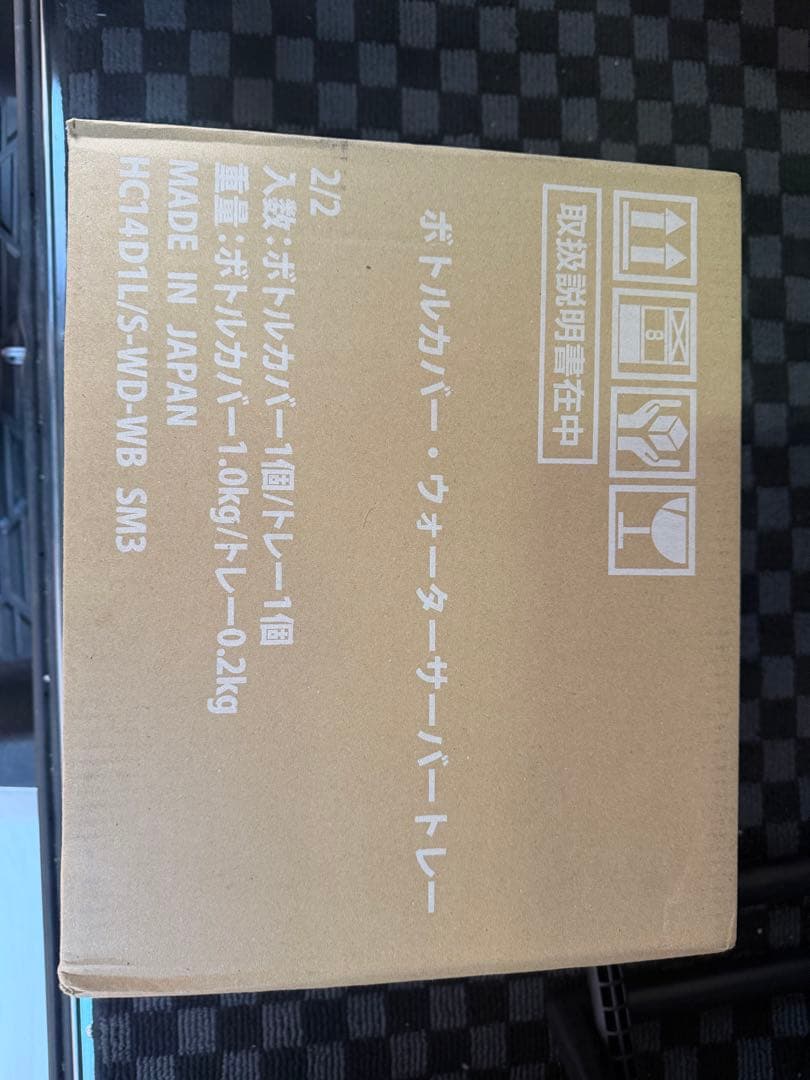 8
取扱説明書在中
ボトルカバー・ウォーターサーバートレー
2/2
入数:ボトルカバー1個/トレー1個
重量:ボトルカバー1.0kg/トレー0.2kg
MADE IN JAPAN
HC14D1L/S-WD-WB SM3